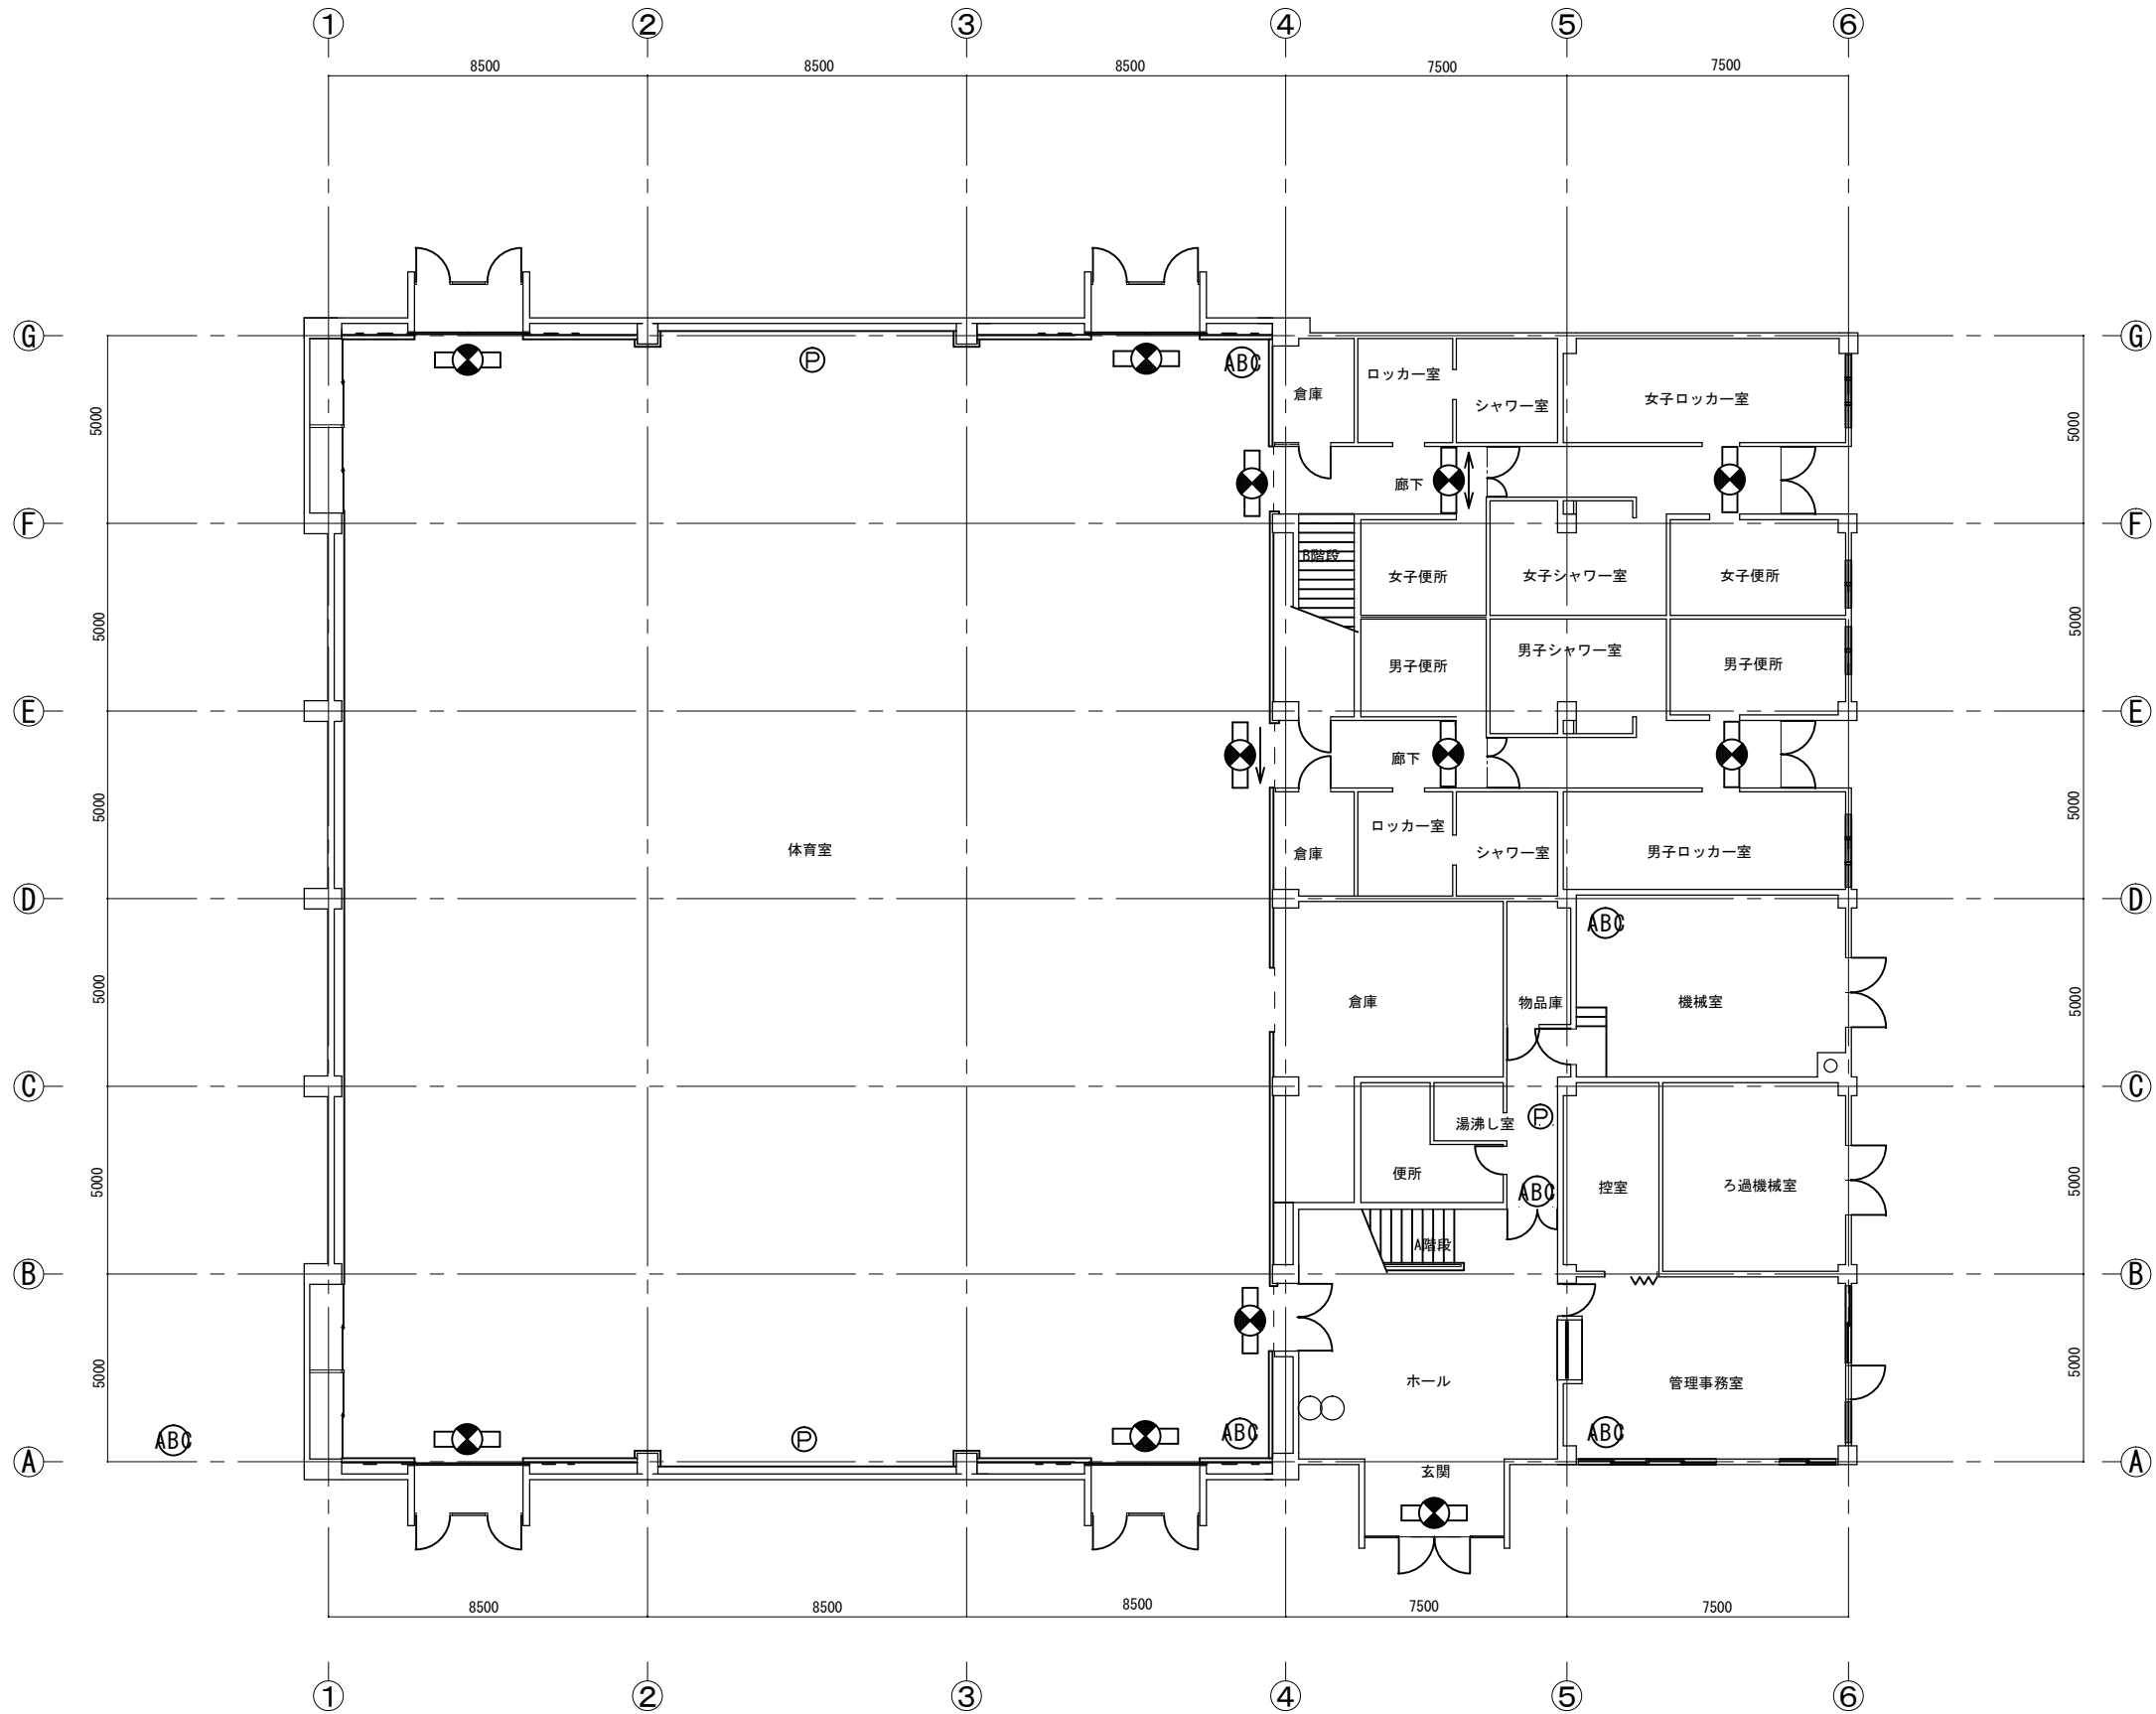 ① ② ③ ④ ⑤ ⑥
8500 8500 8500 7500 7500
Ⓖ Ⓖ
Ⓟ ABC
倉庫 ロッカー室 シャワー室 女子ロッカー室
5000 5000
廊下
Ⓕ Ⓕ
B階段
女子便所 女子シャワー室 女子便所
5000 5000
男子便所 男子シャワー室 男子便所
Ⓔ Ⓔ
廊下
5000 5000
体育室 倉庫 ロッカー室 シャワー室 男子ロッカー室
Ⓓ Ⓓ
ABC
5000 倉庫 物品庫 機械室 5000
Ⓒ Ⓒ
湯沸し室 Ⓟ
5000 便所 ABC 控室 ろ過機械室 5000
A階段
Ⓑ Ⓑ
5000 ホール 管理事務室 5000
ABC Ⓟ ABC ABC
Ⓐ Ⓐ
玄関
8500 8500 8500 7500 7500
① ② ③ ④ ⑤ ⑥